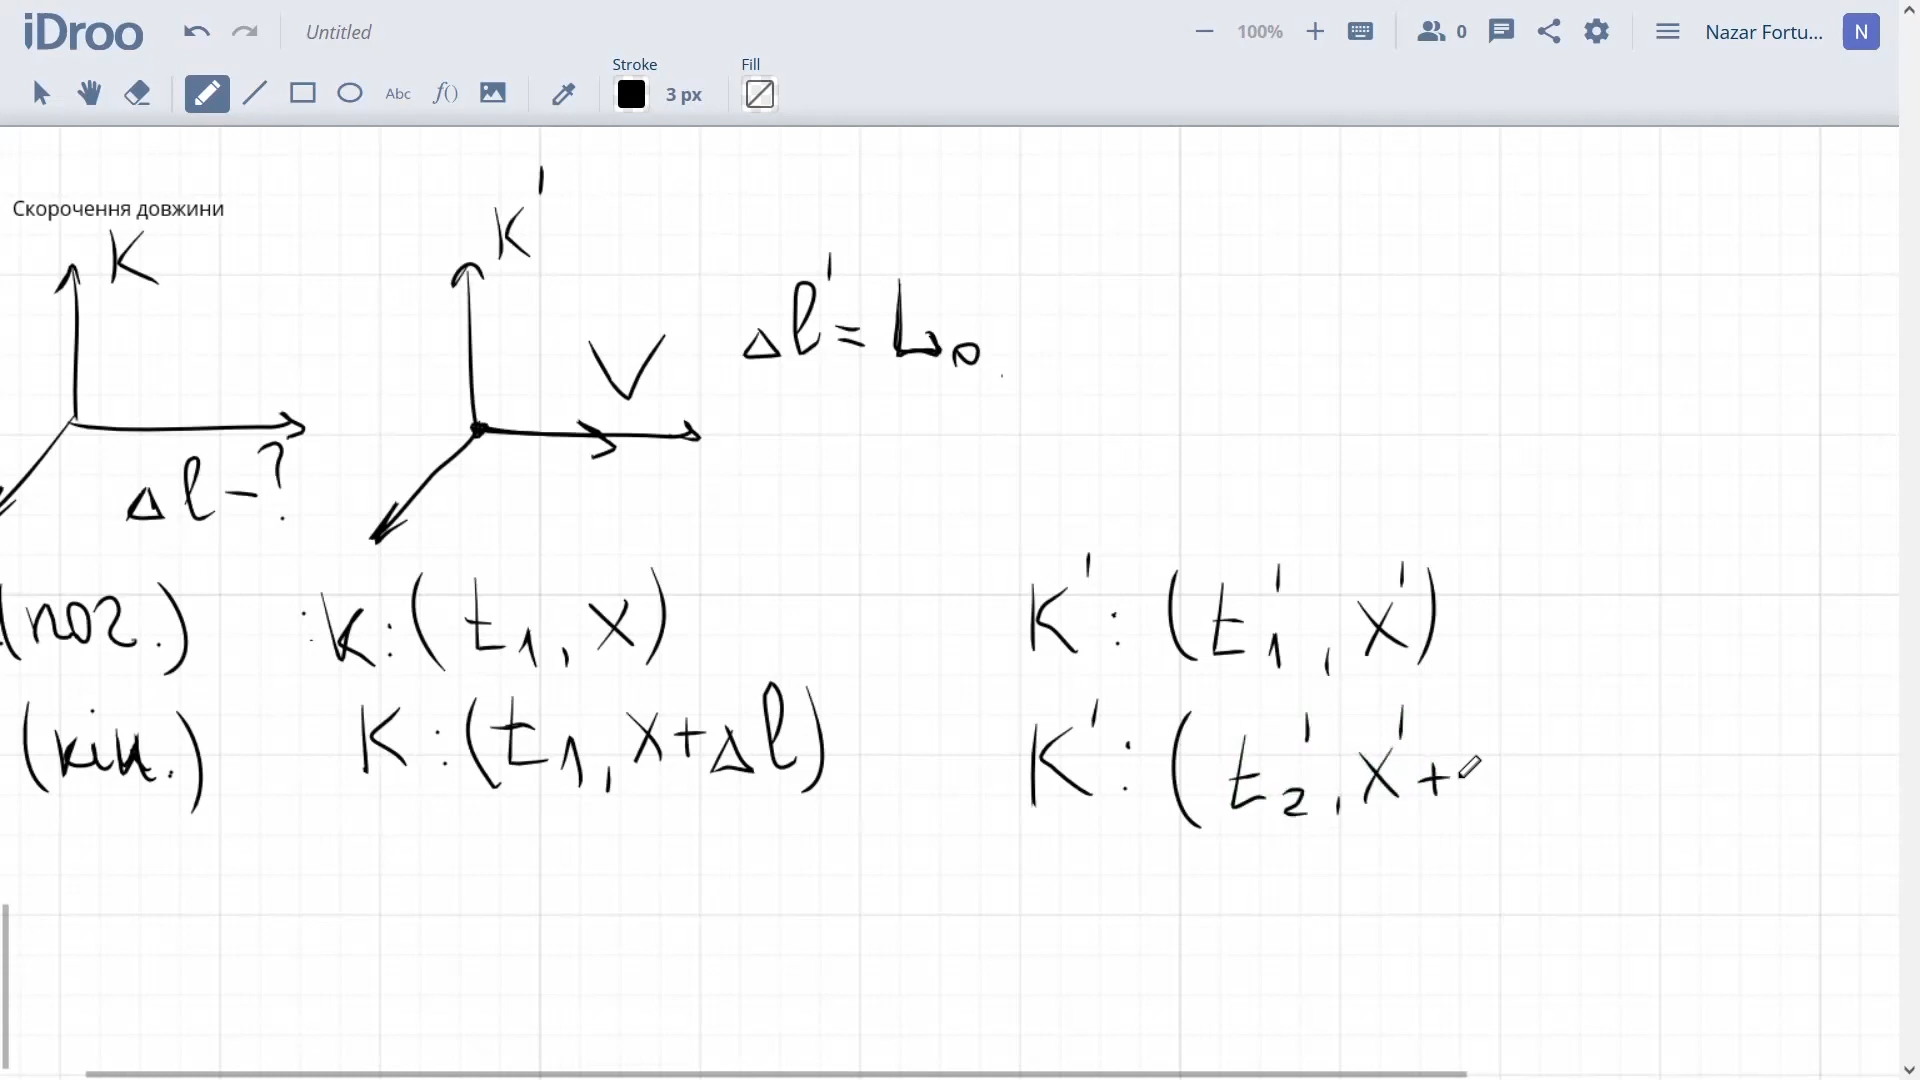 iDroo
Untitled
100%
0
Nazar Fortu...
N
Abc
f()
Stroke
3 px
Fill
Скорочення довжини
K
K'
V
Δl' = L₀
Δl - ?
(поч.) K: (t₁, x) K': (t₁', x')
(кін.) K: (t₁, x+Δl) K': (t₂', x'+